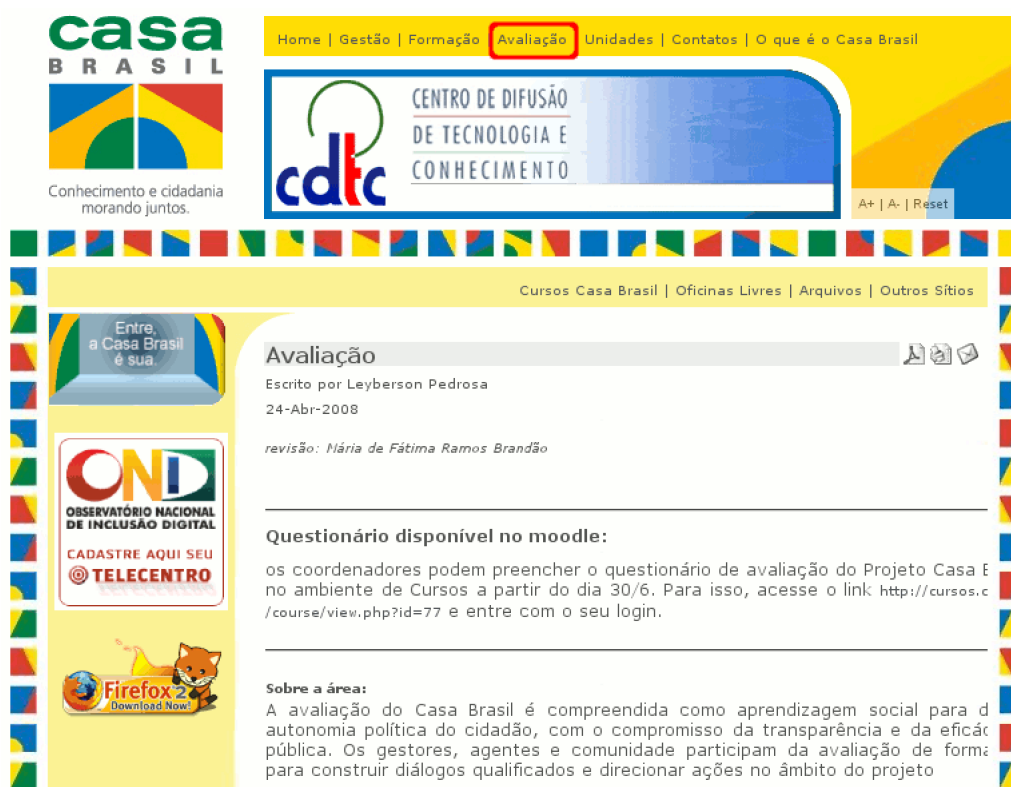 casa
BRASIL
Conhecimento e cidadania
morando juntos.
Home | Gestão | Formação | Avaliação | Unidades | Contatos | O que é o Casa Brasil
cdtc
CENTRO DE DIFUSÃO
DE TECNOLOGIA E
CONHECIMENTO
A+ | A- | Reset
Cursos Casa Brasil | Oficinas Livres | Arquivos | Outros Sítios
Entre,
a Casa Brasil
é sua.
OND
OBSERVATÓRIO NACIONAL
DE INCLUSÃO DIGITAL
CADASTRE AQUI SEU
TELECENTRO
Firefox 2
Download Now!
Avaliação
Escrito por Leyberson Pedrosa
24-Abr-2008
revisão: Nária de Fátima Ramos Brandão
Questionário disponível no moodle:
os coordenadores podem preencher o questionário de avaliação do Projeto Casa
no ambiente de Cursos a partir do dia 30/6. Para isso, acesse o link http://cursos.c
/course/view.php?id=77 e entre com o seu login.
Sobre a área:
A avaliação do Casa Brasil é compreendida como aprendizagem social para d
autonomia política do cidadão, com o compromisso da transparência e da eficác
pública. Os gestores, agentes e comunidade participam da avaliação de forma
para construir diálogos qualificados e direcionar ações no âmbito do projeto